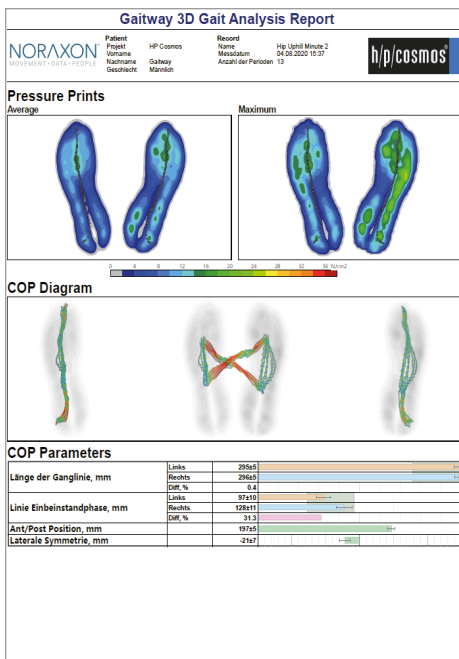 Gaitway 3D Gait Analysis Report
NORAXON
MOVEMENT • DATA • PEOPLE
Patient
Projekt HP Cosmos
Vorname
Nachname Gaitway
Geschlecht Männlich
Record
Name Hip Uphill Minute 2
Messdatum 04.08.2020 15:37
Anzahl der Perioden 13
h/p/cosmos®
Pressure Prints
Average
Maximum
0 4 8 12 16 20 24 28 32 36 N/cm2
COP Diagram
COP Parameters
Länge der Ganglinie, mm
Links 295±5
Rechts 296±5
Diff, % 0.4
Linie Einbeinstandphase, mm
Links 97±10
Rechts 128±11
Diff, % 31.3
Ant/Post Position, mm 197±5
Laterale Symmetrie, mm -21±7